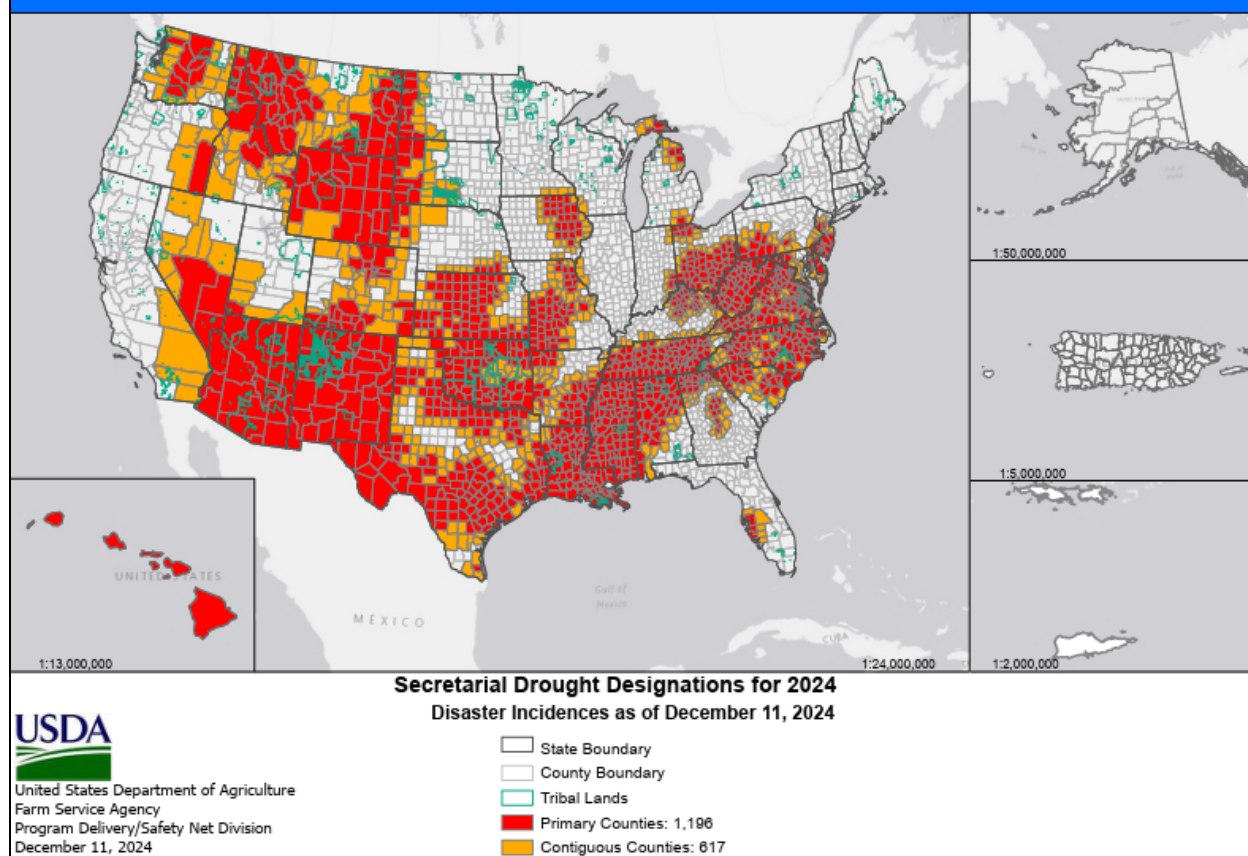 1:50,000,000
1:5,000,000
UNITED STATES
MEXICO
Gulf of
Mexico
CUBA
1:13,000,000
1:24,000,000
1:2,000,000
Secretarial Drought Designations for 2024
Disaster Incidences as of December 11, 2024
USDA
United States Department of Agriculture
Farm Service Agency
Program Delivery/Safety Net Division
December 11, 2024
State Boundary
County Boundary
Tribal Lands
Primary Counties: 1,196
Contiguous Counties: 617